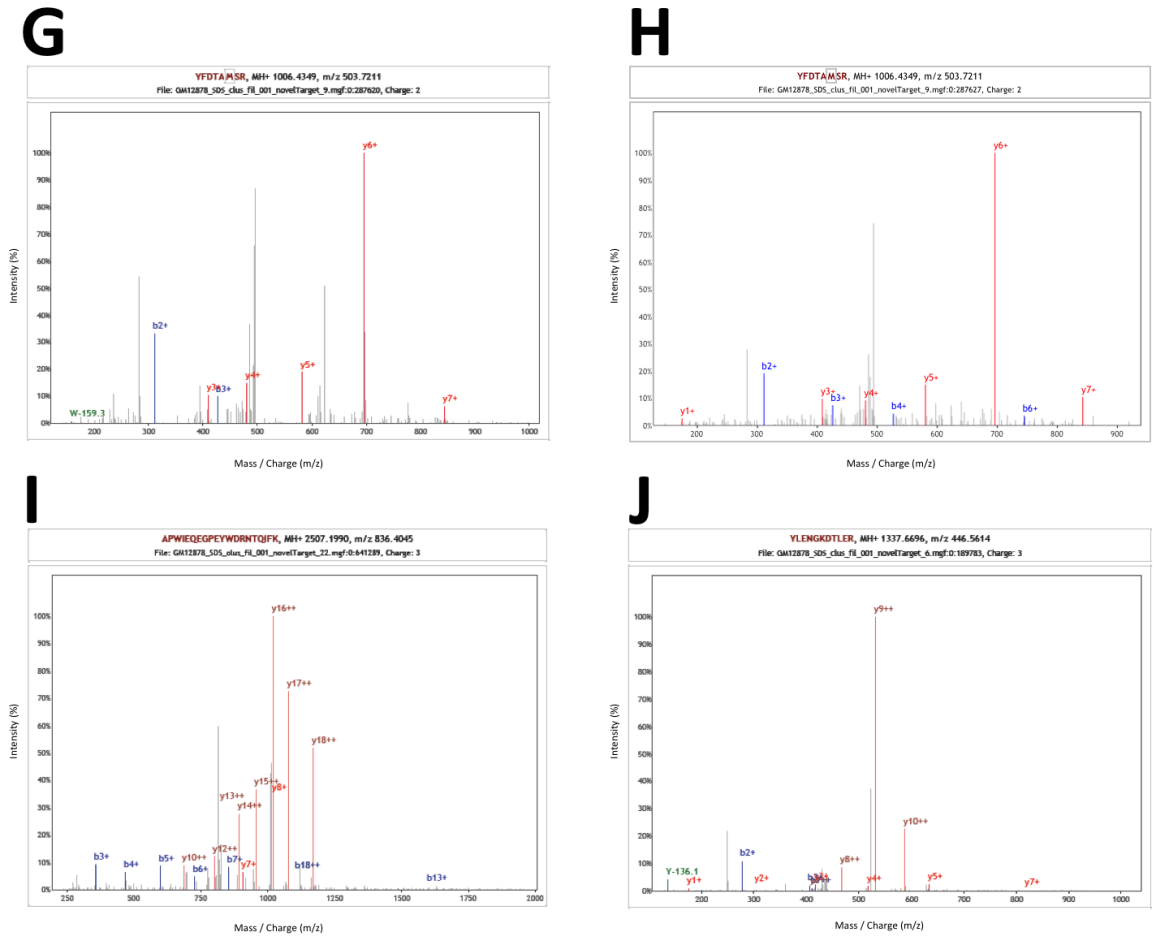 G
YFDTAMSR, MH+ 1006.4349, m/z 503.7211
File: GM12878_SDS_clus_fil_001_novelTarget_9.mgf:0:287620, Charge: 2
Intensity (%)
100%
90%
80%
70%
60%
50%
40%
30%
20%
10%
0%
y6+
b2+
y5+
y4+
y3+
b3+
y7+
W-159.3
200 300 400 500 600 700 800 900 1000
Mass / Charge (m/z)
H
YFDTAMSR, MH+ 1006.4349, m/z 503.7211
File: GM12878_SDS_clus_fil_001_novelTarget_9.mgf:0:287627, Charge: 2
Intensity (%)
100%
90%
80%
70%
60%
50%
40%
30%
20%
10%
0%
y6+
b2+
y5+
y3+
y4+
y7+
b3+
b4+
b6+
y1+
200 300 400 500 600 700 800 900
Mass / Charge (m/z)
I
APWIEQEGPEYWDRNTQIFK, MH+ 2507.1990, m/z 836.4045
File: GM12878_SDS_clus_fil_001_novelTarget_22.mgf:0:641289, Charge: 3
Intensity (%)
100%
90%
80%
70%
60%
50%
40%
30%
20%
10%
0%
y16++
y17++
y18++
y15++
y8+
y13++
y14++
y12++
b3+
b4+
b5+
y10++
b6+
b7+
y7+
b18++
b13+
250 500 750 1000 1250 1500 1750 2000
Mass / Charge (m/z)
J
YLENGKDTLER, MH+ 1337.6696, m/z 446.5614
File: GM12878_SDS_clus_fil_001_novelTarget_6.mgf:0:189783, Charge: 3
Intensity (%)
100%
90%
80%
70%
60%
50%
40%
30%
20%
10%
0%
y9++
y10++
b2+
y8++
Y-136.1
y1+
y2+
y4+
y5+
y7+
200 300 400 500 600 700 800 900 1000
Mass / Charge (m/z)